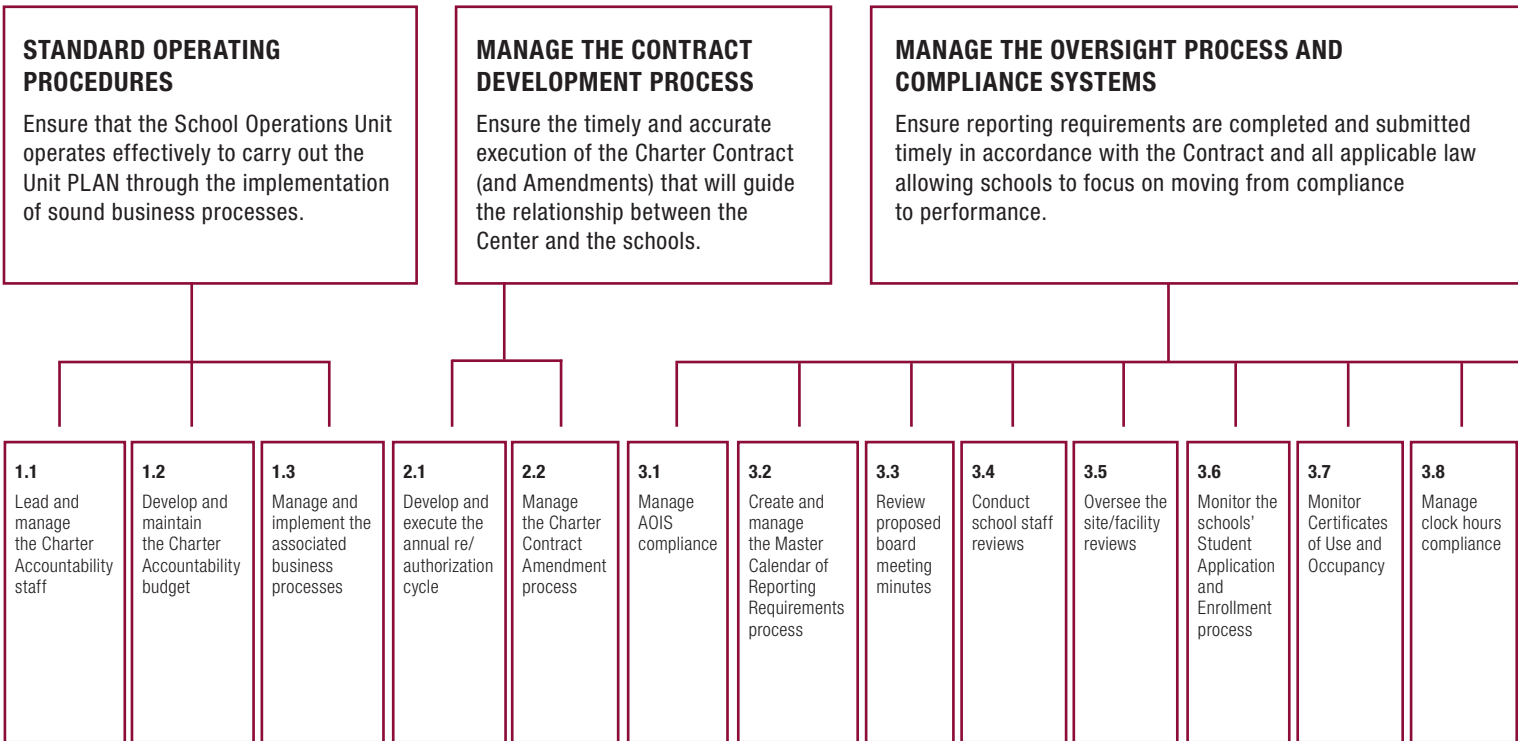 STANDARD OPERATING
PROCEDURES
Ensure that the School Operations Unit
operates effectively to carry out the
Unit PLAN through the implementation
of sound business processes.
MANAGE THE CONTRACT
DEVELOPMENT PROCESS
Ensure the timely and accurate
execution of the Charter Contract
(and Amendments) that will guide
the relationship between the
Center and the schools.
MANAGE THE OVERSIGHT PROCESS AND
COMPLIANCE SYSTEMS
Ensure reporting requirements are completed and submitted
timely in accordance with the Contract and all applicable law
allowing schools to focus on moving from compliance
to performance.
1.1
Lead and
manage
the Charter
Accountability
staff
1.2
Develop and
maintain
the Charter
Accountability
budget
1.3
Manage and
implement the
associated
business
processes
2.1
Develop and
execute the
annual re/
authorization
cycle
2.2
Manage
the Charter
Contract
Amendment
process
3.1
Manage
AOIS
compliance
3.2
Create and
manage
the Master
Calendar of
Reporting
Requirements
process
3.3
Review
proposed
board
meeting
minutes
3.4
Conduct
school staff
reviews
3.5
Oversee the
site/facility
reviews
3.6
Monitor the
schools'
Student
Application
and
Enrollment
process
3.7
Monitor
Certificates
of Use and
Occupancy
3.8
Manage
clock hours
compliance